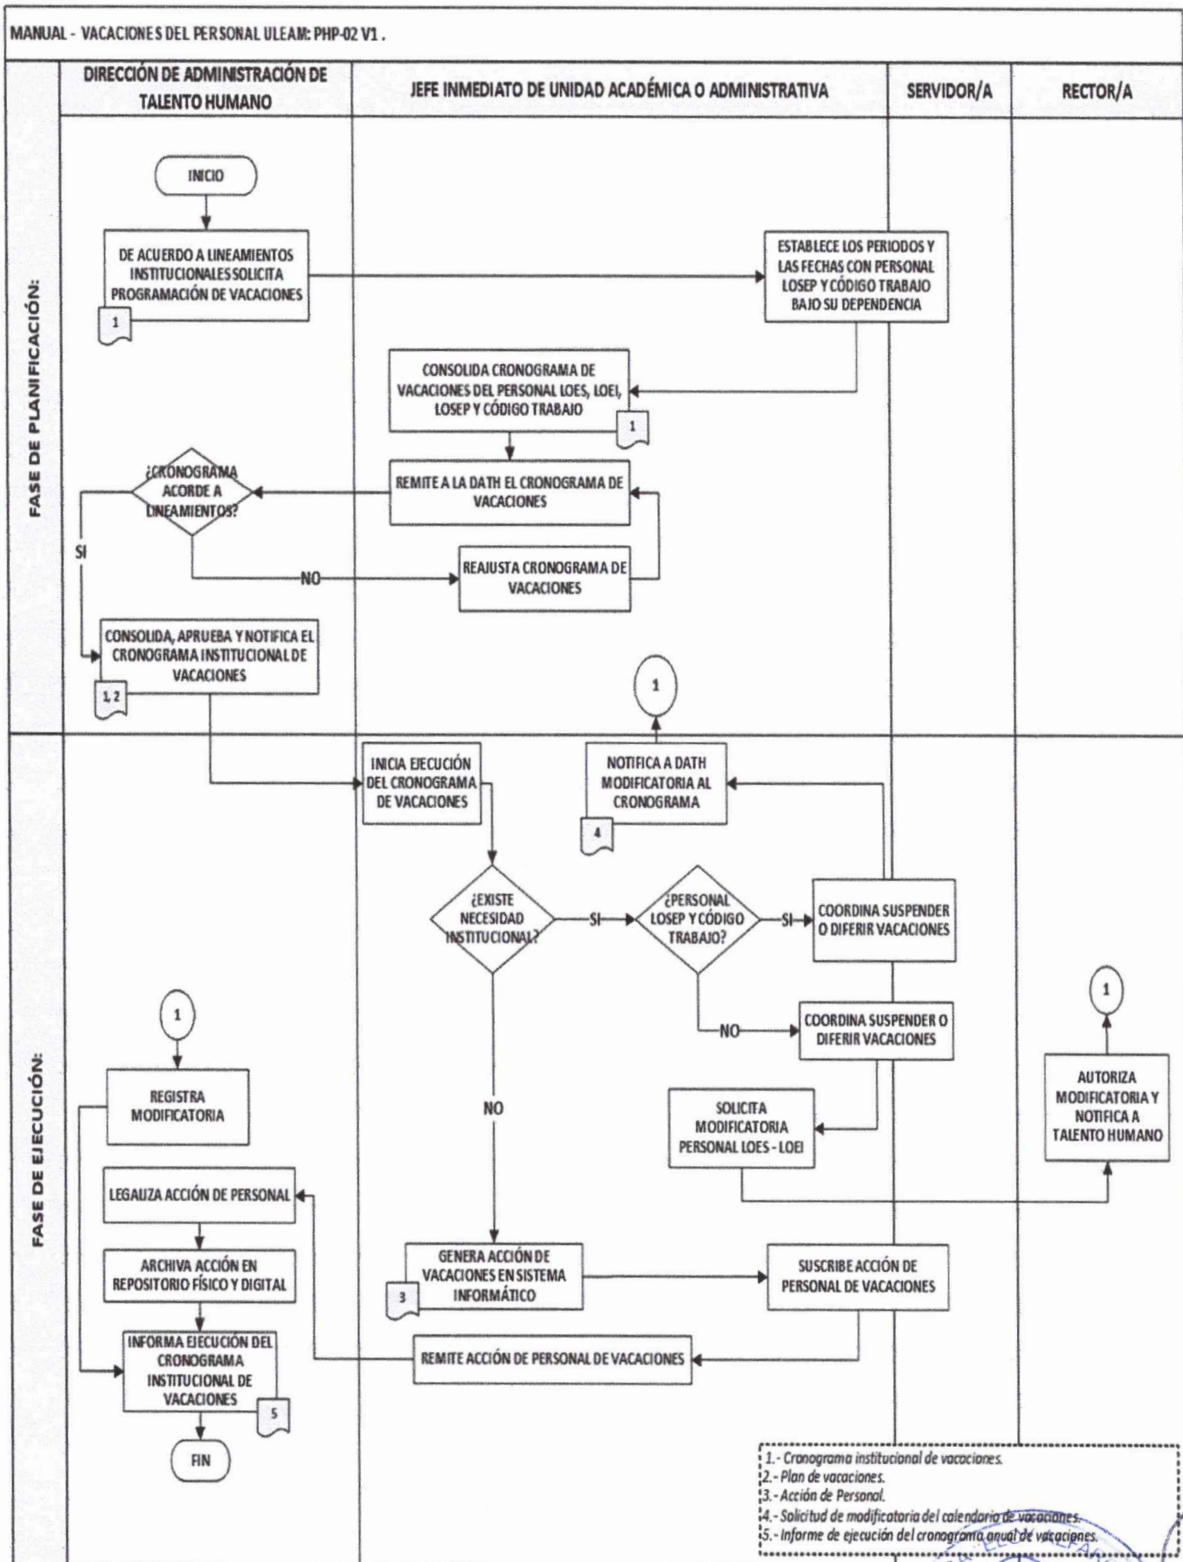 MANUAL - VACACIONES DEL PERSONAL ULEAM: PHP-02 V1 .
DIRECCIÓN DE ADMINISTRACIÓN DE
TALENTO HUMANO
JEFE INMEDIATO DE UNIDAD ACADÉMICA O ADMINISTRATIVA
SERVIDOR/A
RECTOR/A
FASE DE PLANIFICACIÓN:
INICIO
DE ACUERDO A LINEAMIENTOS
INSTITUCIONALES SOLICITA
PROGRAMACIÓN DE VACACIONES
1
ESTABLECE LOS PERIODOS Y
LAS FECHAS CON PERSONAL
LOSEP Y CÓDIGO TRABAJO
BAJO SU DEPENDENCIA
CONSOLIDA CRONOGRAMA DE
VACACIONES DEL PERSONAL LOES, LOEI,
LOSEP Y CÓDIGO TRABAJO
1
REMITE A LA DATH EL CRONOGRAMA DE
VACACIONES
¿CRONOGRAMA
ACORDE A
LINEAMIENTOS?
SI
NO
REAJUSTA CRONOGRAMA DE
VACACIONES
CONSOLIDA, APRUEBA Y NOTIFICA EL
CRONOGRAMA INSTITUCIONAL DE
VACACIONES
1, 2
1
FASE DE EJECUCIÓN:
INICIA EJECUCIÓN
DEL CRONOGRAMA
DE VACACIONES
NOTIFICA A DATH
MODIFICATORIA AL
CRONOGRAMA
4
¿EXISTE
NECESIDAD
INSTITUCIONAL?
SI
¿PERSONAL
LOSEP Y CÓDIGO
TRABAJO?
SI
COORDINA SUSPENDER
O DIFERIR VACACIONES
NO
COORDINA SUSPENDER O
DIFERIR VACACIONES
1
1
REGISTRA
MODIFICATORIA
NO
SOLICITA
MODIFICATORIA
PERSONAL LOES - LOEI
AUTORIZA
MODIFICATORIA Y
NOTIFICA A
TALENTO HUMANO
LEGALIZA ACCIÓN DE PERSONAL
ARCHIVA ACCIÓN EN
REPOSITORIO FÍSICO Y DIGITAL
GENERA ACCIÓN DE
VACACIONES EN SISTEMA
INFORMÁTICO
3
SUSCRIBE ACCIÓN DE
PERSONAL DE VACACIONES
INFORMA EJECUCIÓN DEL
CRONOGRAMA
INSTITUCIONAL DE
VACACIONES
5
REMITE ACCIÓN DE PERSONAL DE VACACIONES
FIN
1.- Cronograma institucional de vacaciones.
2.- Plan de vacaciones.
3.- Acción de Personal.
4.- Solicitud de modificatoria del calendario de vacaciones.
5.- Informe de ejecución del cronograma anual de vacaciones.
"ELOY ALFARO